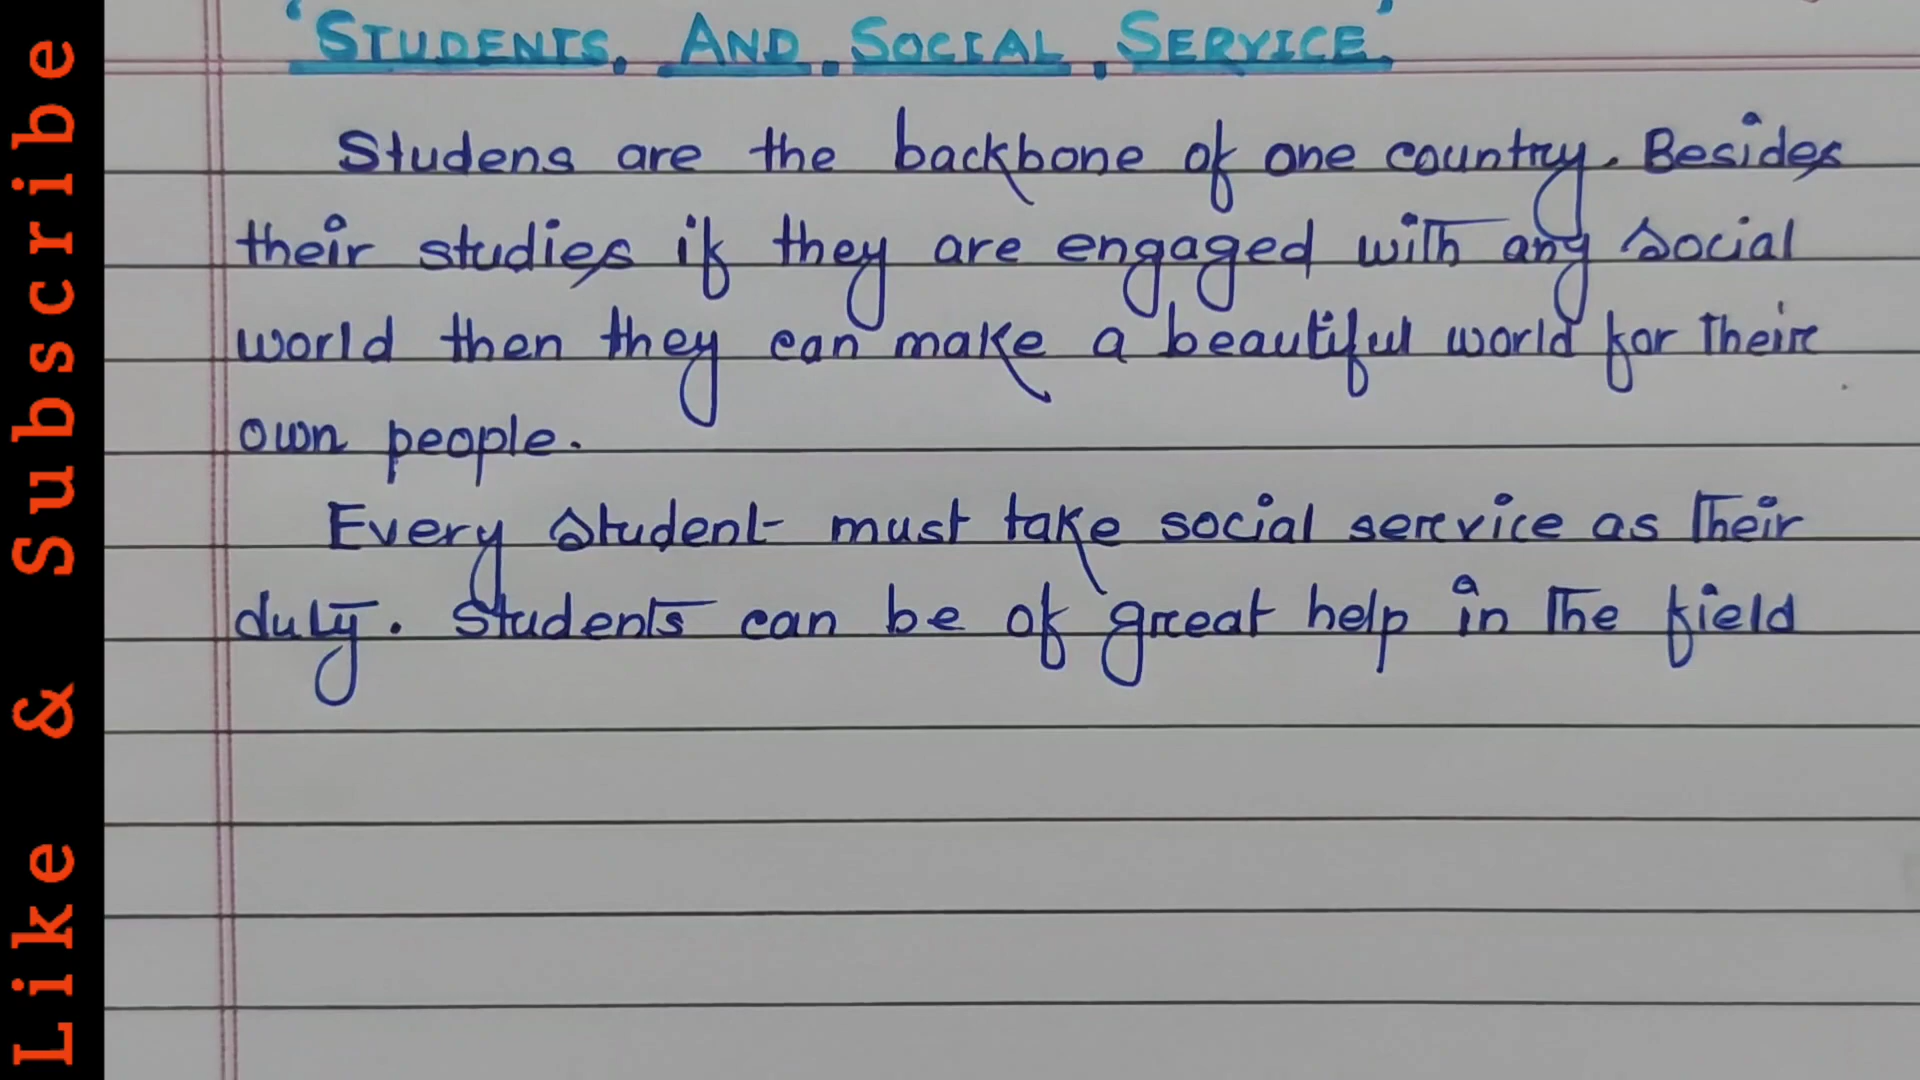 'STUDENTS AND SOCIAL SERVICE'
Studens are the backbone of one country. Besides
their studies if they are engaged with any social
world then they can make a beautiful world for their
own people.
Every student must take social service as their
duty. Students can be of great help in the field
Like & Subscribe